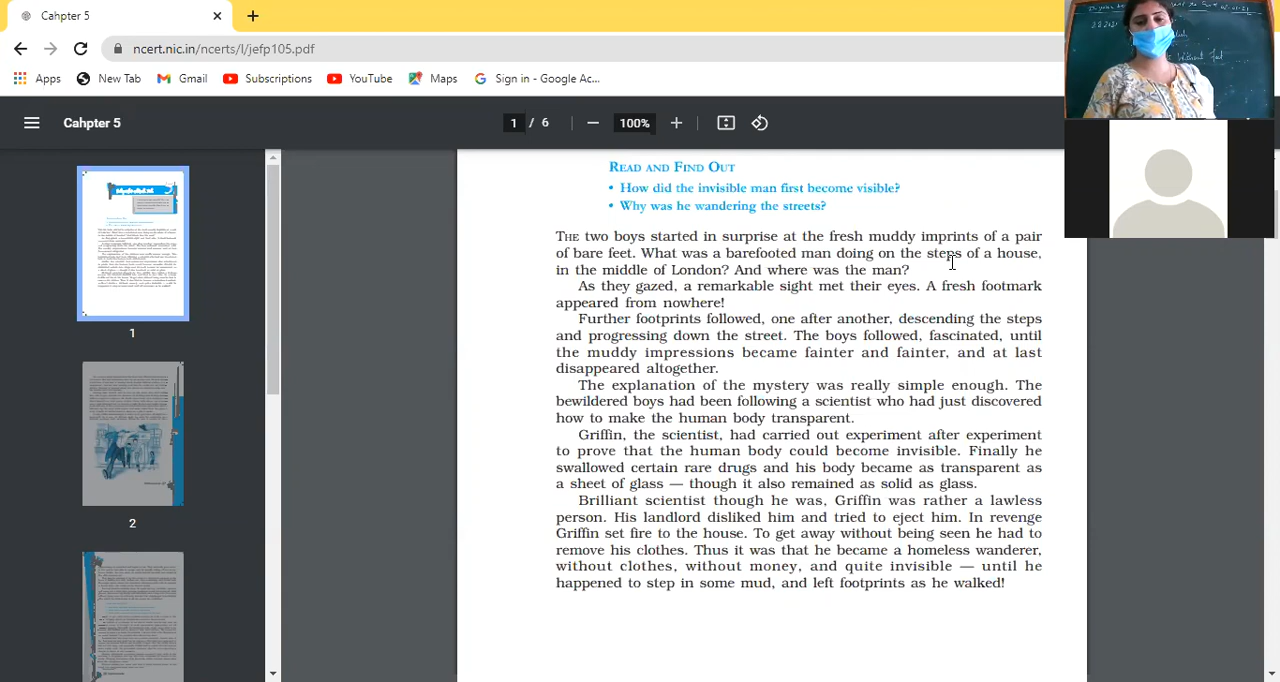 Cahpter 5
ncert.nic.in/ncerts/l/jefp105.pdf
Apps New Tab Gmail Subscriptions YouTube Maps Sign in - Google Ac...
Cahpter 5 1 / 6 100%
READ AND FIND OUT
• How did the invisible man first become visible?
• Why was he wandering the streets?
THE two boys started in surprise at the fresh muddy imprints of a pair
of bare feet. What was a barefooted man doing on the steps of a house,
in the middle of London? And where was the man?
As they gazed, a remarkable sight met their eyes. A fresh footmark
appeared from nowhere!
Further footprints followed, one after another, descending the steps
and progressing down the street. The boys followed, fascinated, until
the muddy impressions became fainter and fainter, and at last
disappeared altogether.
The explanation of the mystery was really simple enough. The
bewildered boys had been following a scientist who had just discovered
how to make the human body transparent.
Griffin, the scientist, had carried out experiment after experiment
to prove that the human body could become invisible. Finally he
swallowed certain rare drugs and his body became as transparent as
a sheet of glass — though it also remained as solid as glass.
Brilliant scientist though he was, Griffin was rather a lawless
person. His landlord disliked him and tried to eject him. In revenge
Griffin set fire to the house. To get away without being seen he had to
remove his clothes. Thus it was that he became a homeless wanderer,
without clothes, without money, and quite invisible — until he
happened to step in some mud, and left footprints as he walked!
1
2